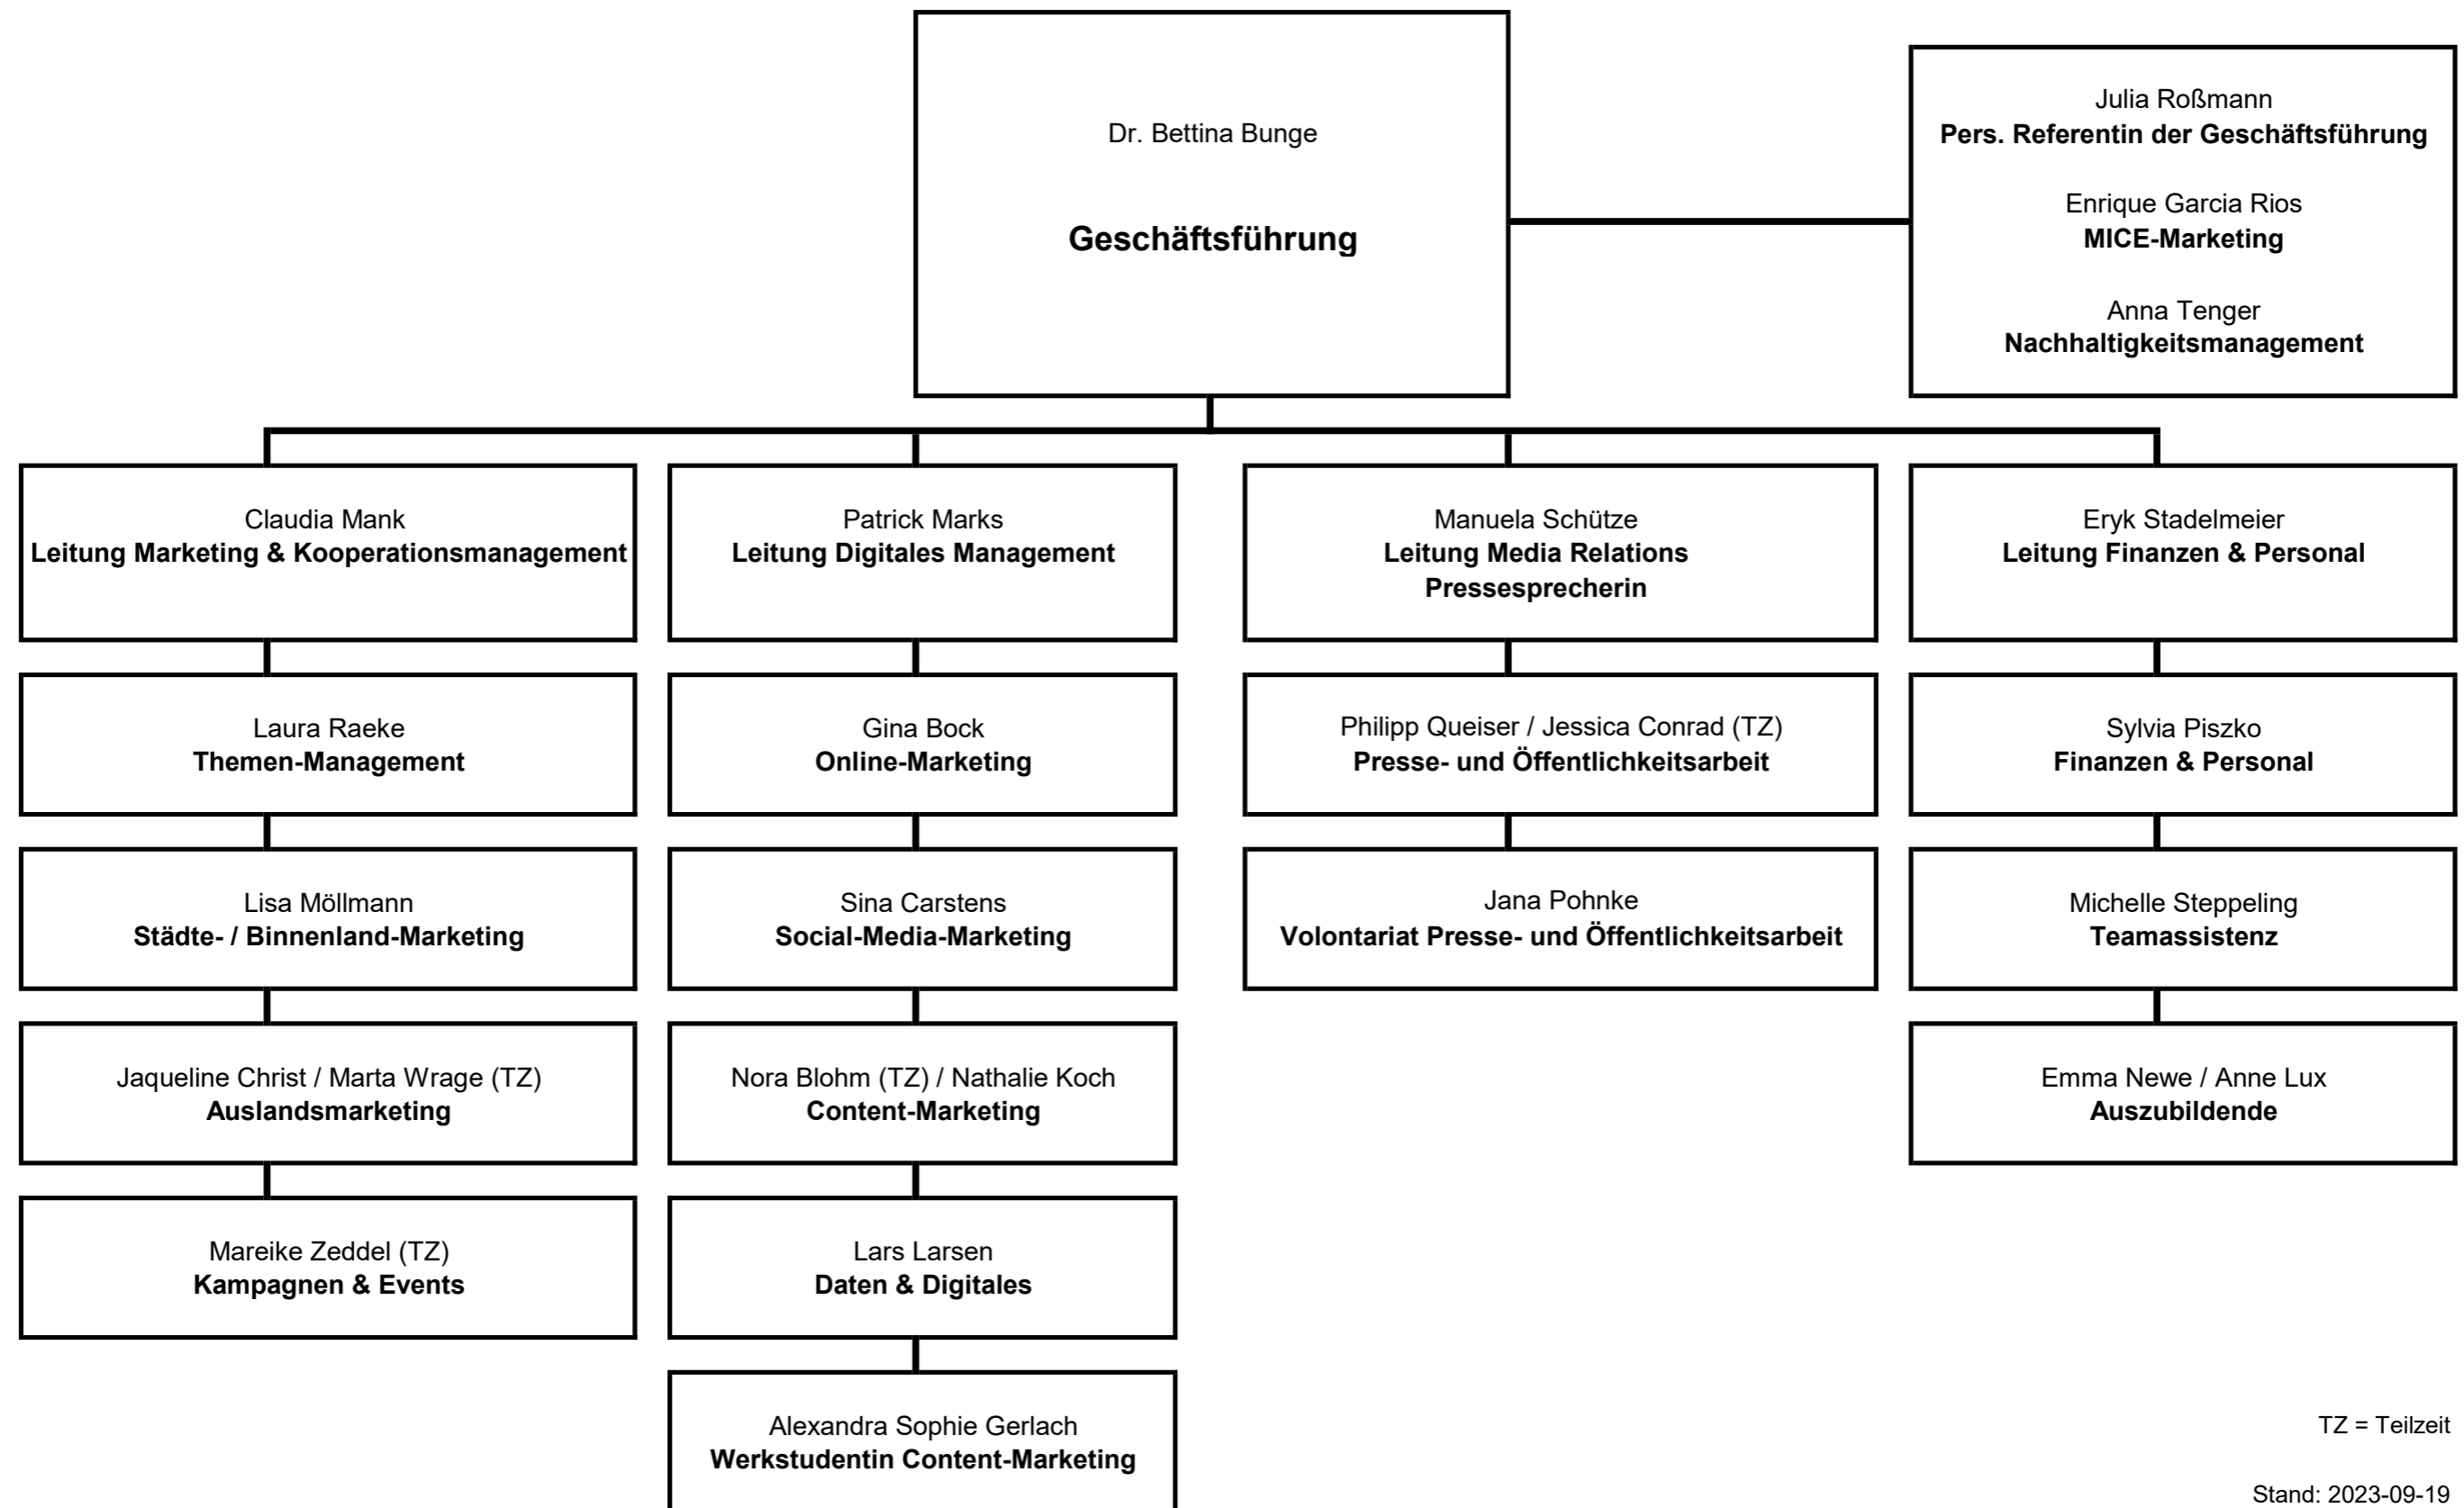 Dr. Bettina Bunge
Geschäftsführung
Julia Roßmann
Pers. Referentin der Geschäftsführung
Enrique Garcia Rios
MICE-Marketing
Anna Tenger
Nachhaltigkeitsmanagement
Claudia Mank
Leitung Marketing & Kooperationsmanagement
Patrick Marks
Leitung Digitales Management
Manuela Schütze
Leitung Media Relations
Pressesprecherin
Eryk Stadelmeier
Leitung Finanzen & Personal
Laura Raeke
Themen-Management
Gina Bock
Online-Marketing
Philipp Queiser / Jessica Conrad (TZ)
Presse- und Öffentlichkeitsarbeit
Sylvia Piszko
Finanzen & Personal
Lisa Möllmann
Städte- / Binnenland-Marketing
Sina Carstens
Social-Media-Marketing
Jana Pohnke
Volontariat Presse- und Öffentlichkeitsarbeit
Michelle Steppeling
Teamassistenz
Jaqueline Christ / Marta Wrage (TZ)
Auslandsmarketing
Nora Blohm (TZ) / Nathalie Koch
Content-Marketing
Emma Newe / Anne Lux
Auszubildende
Mareike Zeddel (TZ)
Kampagnen & Events
Lars Larsen
Daten & Digitales
Alexandra Sophie Gerlach
Werkstudentin Content-Marketing
TZ = Teilzeit
Stand: 2023-09-19